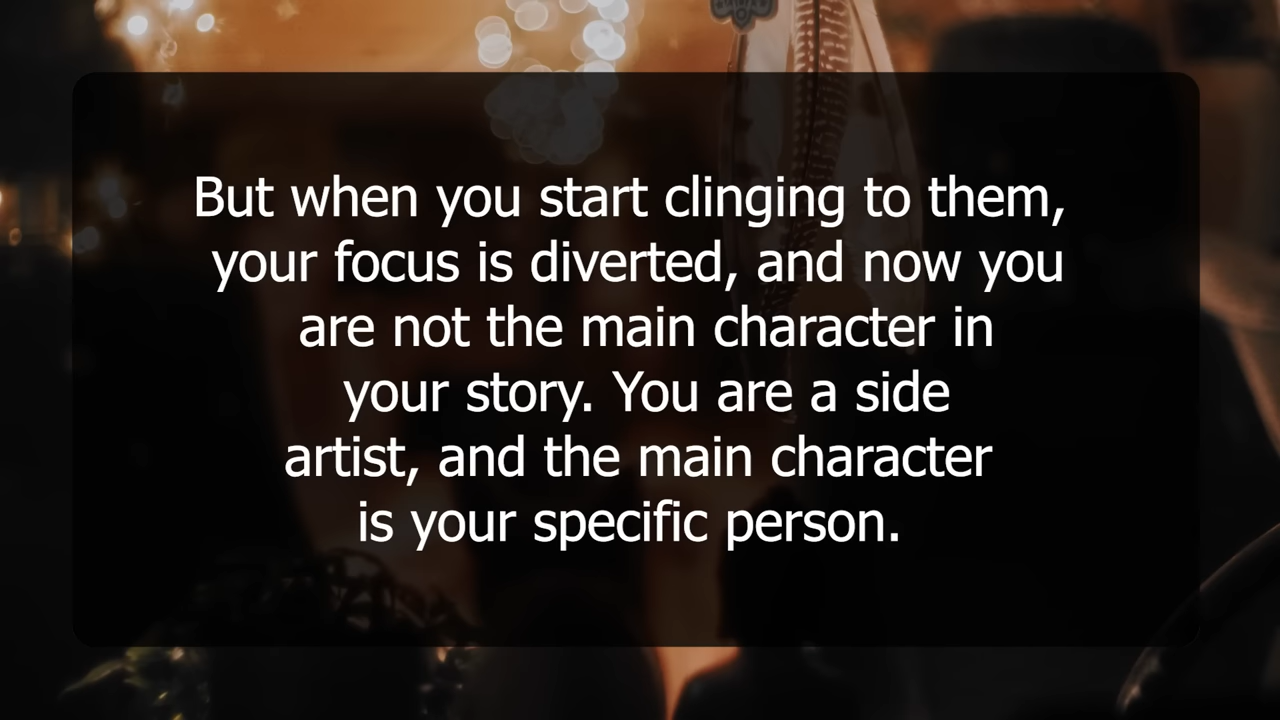 But when you start clinging to them,
your focus is diverted, and now you
are not the main character in
your story. You are a side
artist, and the main character
is your specific person.